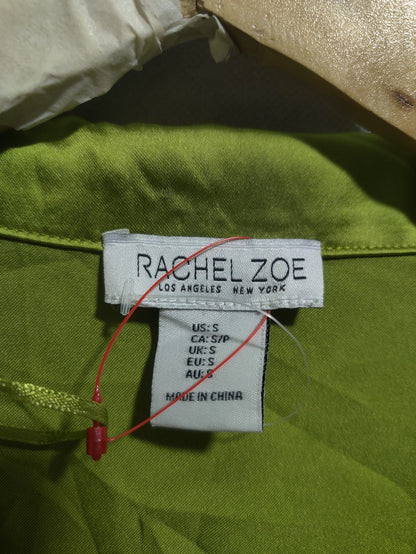 RACHEL ZOE
LOS ANGELES NEW YORK
US: S
CA: S/P
UK: S
EU: S
AU: S
MADE IN CHINA